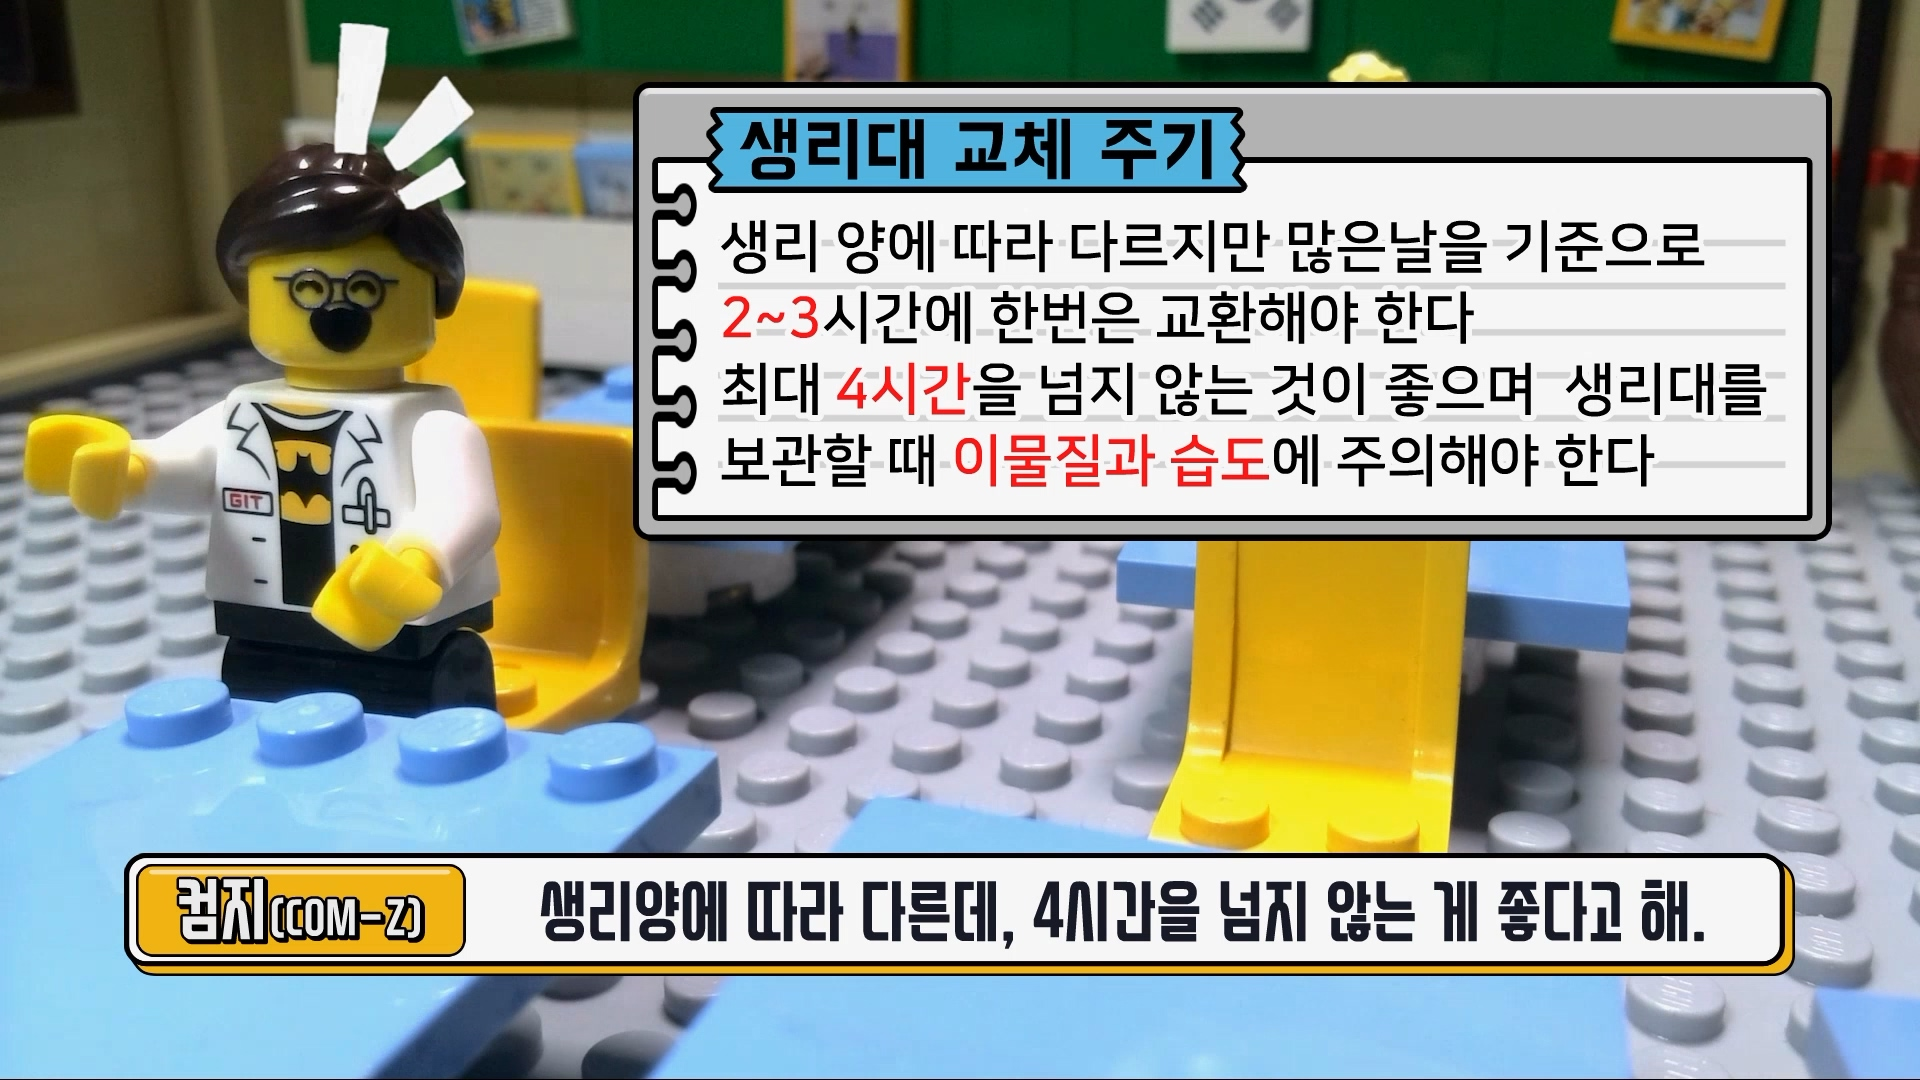 생리대 교체 주기
생리 양에 따라 다르지만 많은날을 기준으로
2~3시간에 한번은 교환해야 한다
최대 4시간을 넘지 않는 것이 좋으며 생리대를
보관할 때 이물질과 습도에 주의해야 한다
GIT
컴지(COM-Z)
생리양에 따라 다른데, 4시간을 넘지 않는 게 좋다고 해.